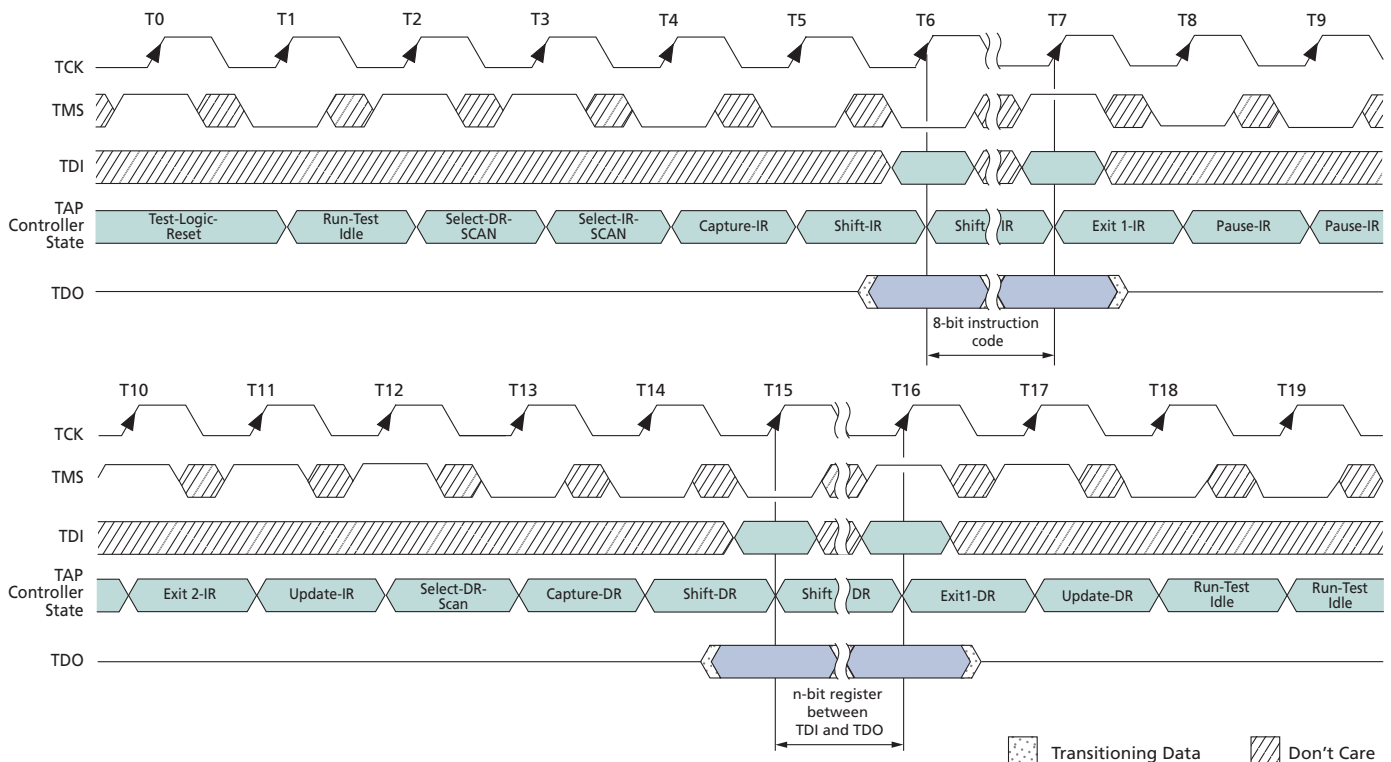 T0 T1 T2 T3 T4 T5 T6 T7 T8 T9
TCK
TMS
TDI
TAP
Controller
State
Test-Logic-
Reset
Run-Test
Idle
Select-DR-
SCAN
Select-IR-
SCAN
Capture-IR
Shift-IR
Shift IR
Exit 1-IR
Pause-IR
Pause-IR
TDO
8-bit instruction
code
T10 T11 T12 T13 T14 T15 T16 T17 T18 T19
TCK
TMS
TDI
TAP
Controller
State
Exit 2-IR
Update-IR
Select-DR-
Scan
Capture-DR
Shift-DR
Shift DR
Exit1-DR
Update-DR
Run-Test
Idle
Run-Test
Idle
TDO
n-bit register
between
TDI and TDO
Transitioning Data
Don't Care